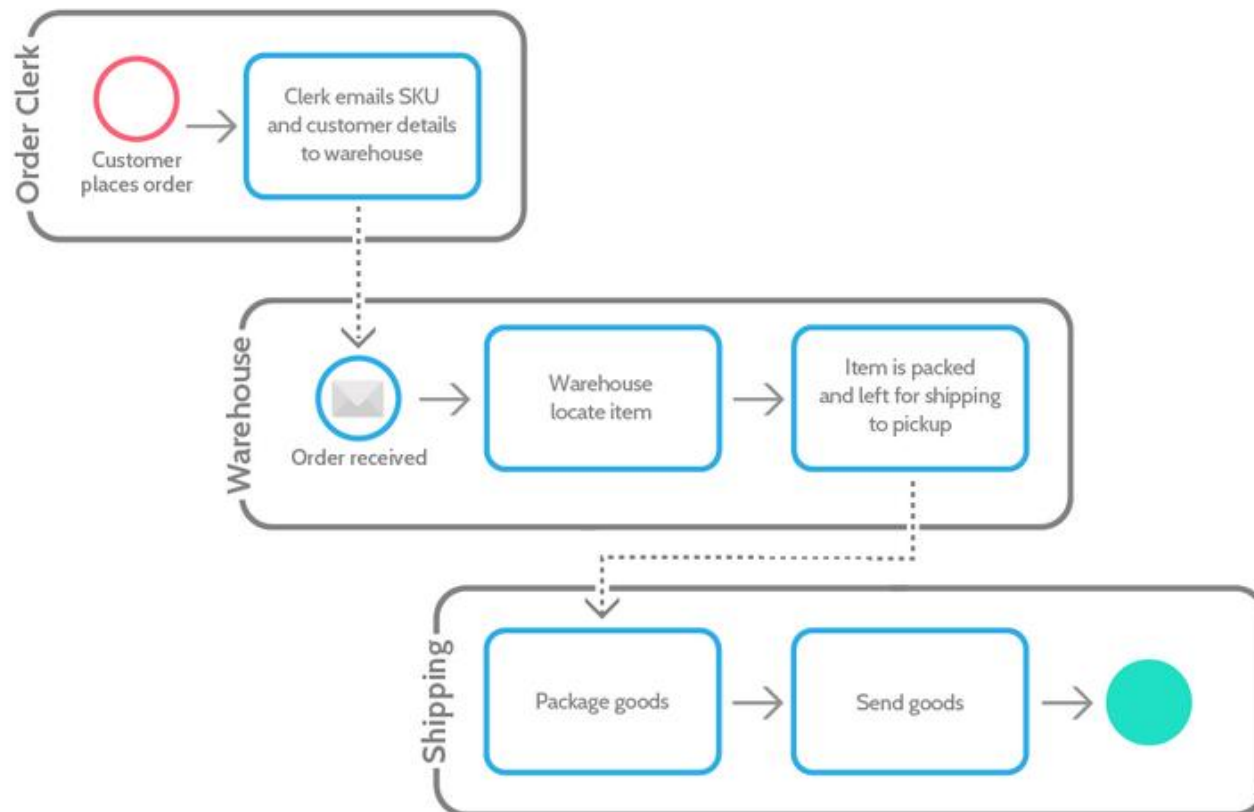 Order Clerk
Customer
places order
Clerk emails SKU
and customer details
to warehouse
Warehouse
Order received
Warehouse
locate item
Item is packed
and left for shipping
to pickup
Shipping
Package goods
Send goods